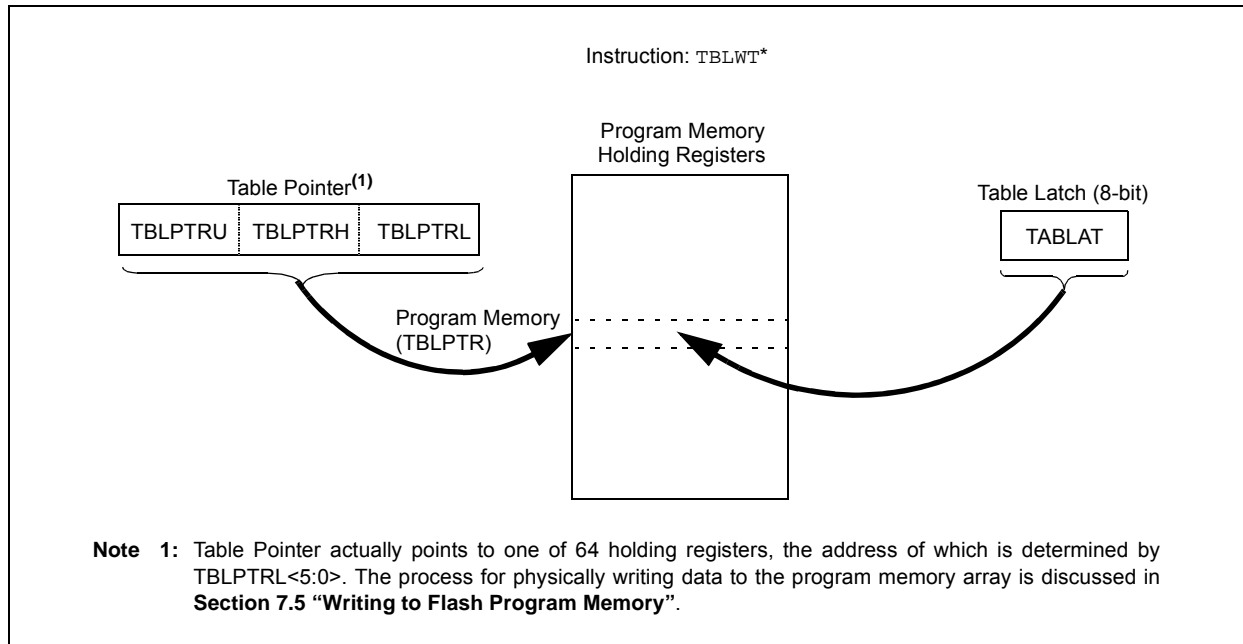 Instruction: TBLWT*
Program Memory
Holding Registers
Table Pointer(1)
Table Latch (8-bit)
TBLPTRU TBLPTRH TBLPTRL
TABLAT
Program Memory
(TBLPTR)
Note 1: Table Pointer actually points to one of 64 holding registers, the address of which is determined by
TBLPTRL<5:0>. The process for physically writing data to the program memory array is discussed in
Section 7.5 “Writing to Flash Program Memory”.